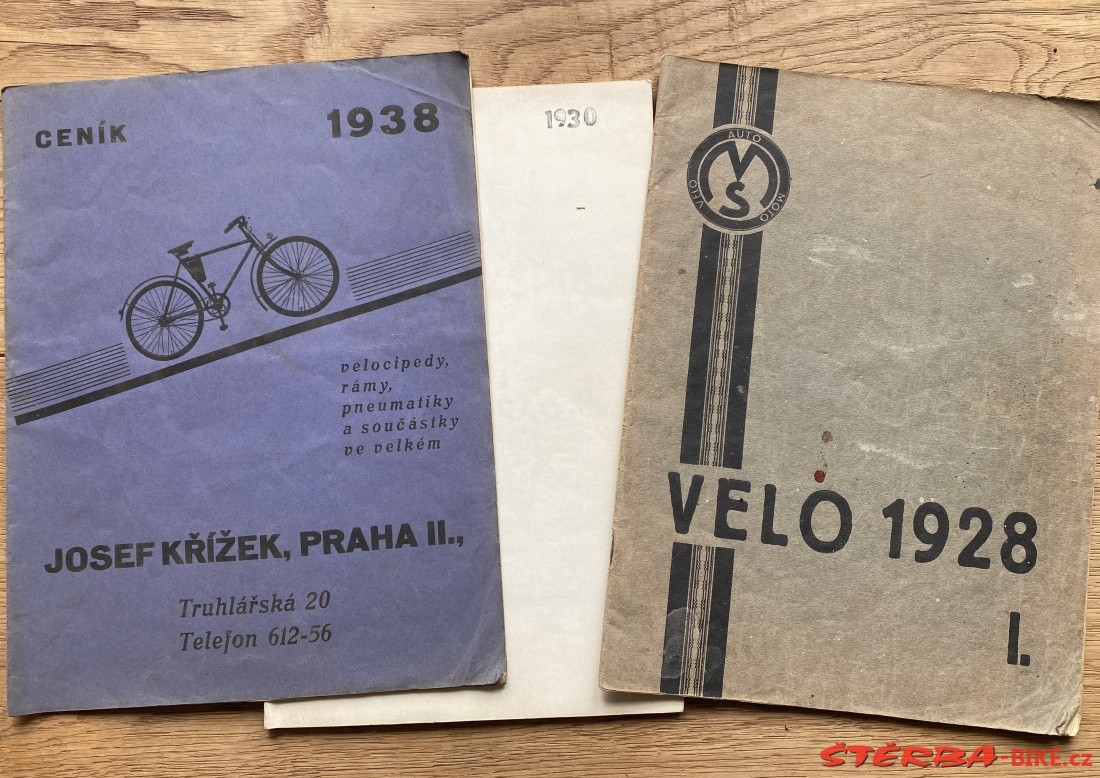 CENÍK
1938
velocipedy,
rámy,
pneumatiky
a součástky
ve velkém
JOSEF KŘÍŽEK, PRAHA II.,
Truhlářská 20
Telefon 612-56
1930
AUTO
VELO
MOTO
VMS
VELO 1928
I.
ŠTĚRBA-BIKE.cz